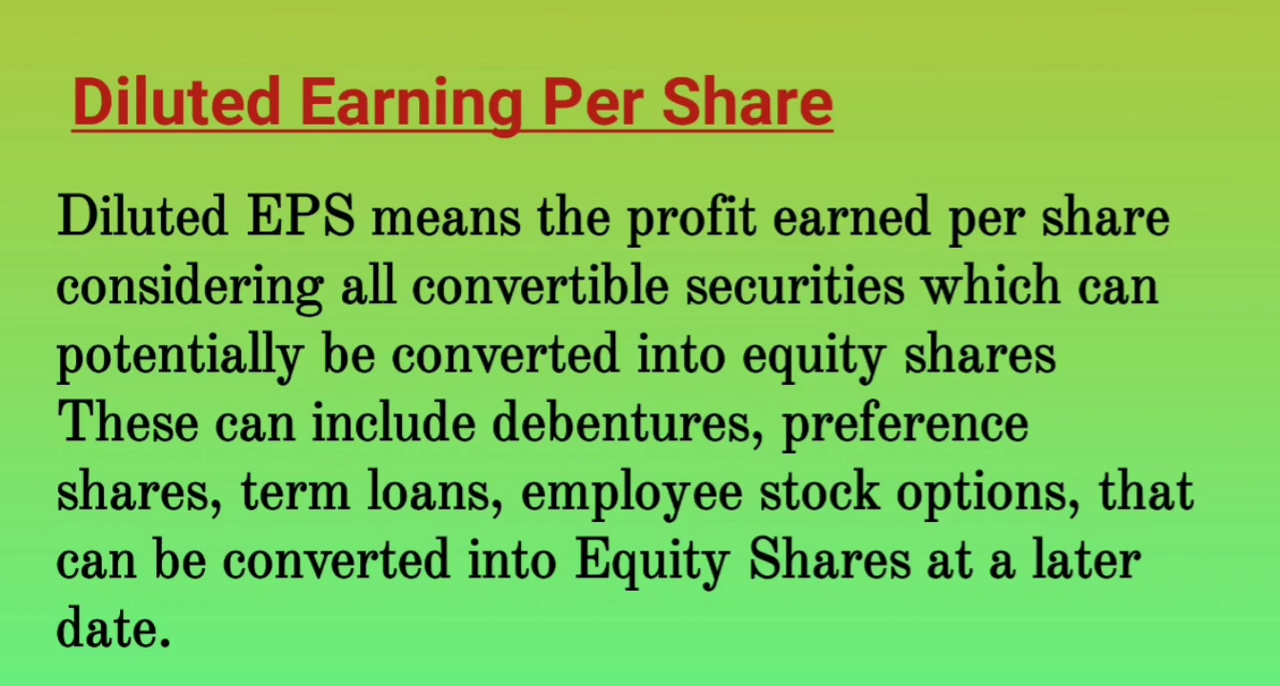 Diluted Earning Per Share
Diluted EPS means the profit earned per share
considering all convertible securities which can
potentially be converted into equity shares
These can include debentures, preference
shares, term loans, employee stock options, that
can be converted into Equity Shares at a later
date.